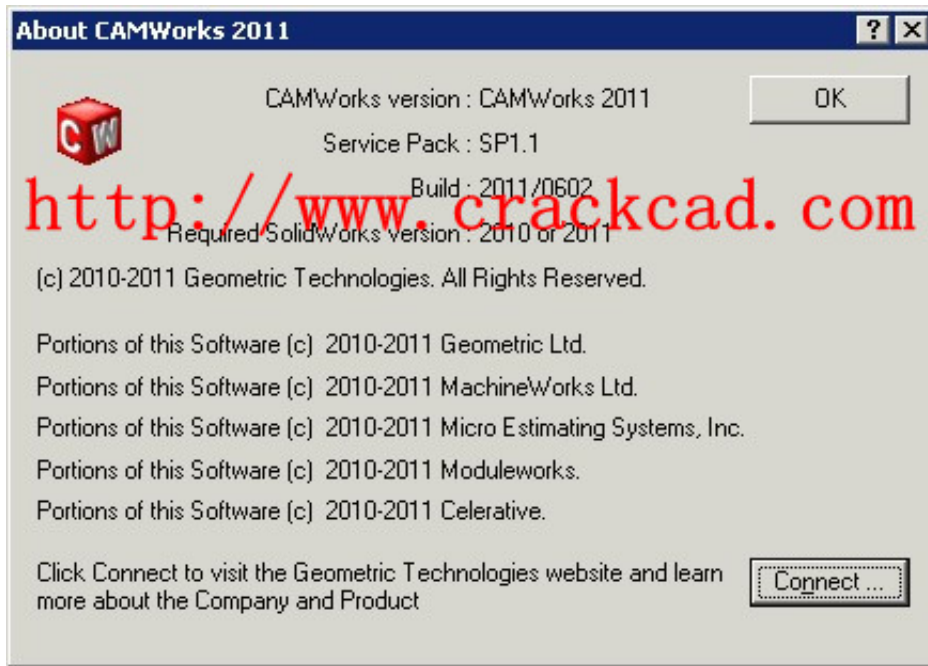 About CAMWorks 2011
CAMWorks version : CAMWorks 2011
OK
CW
Service Pack : SP1.1
Build : 2011/0602
http://www.crackcad.com
Required SolidWorks version : 2010 or 2011
(c) 2010-2011 Geometric Technologies. All Rights Reserved.
Portions of this Software (c) 2010-2011 Geometric Ltd.
Portions of this Software (c) 2010-2011 MachineWorks Ltd.
Portions of this Software (c) 2010-2011 Micro Estimating Systems, Inc.
Portions of this Software (c) 2010-2011 Moduleworks.
Portions of this Software (c) 2010-2011 Celerative.
Click Connect to visit the Geometric Technologies website and learn
more about the Company and Product
Connect ...